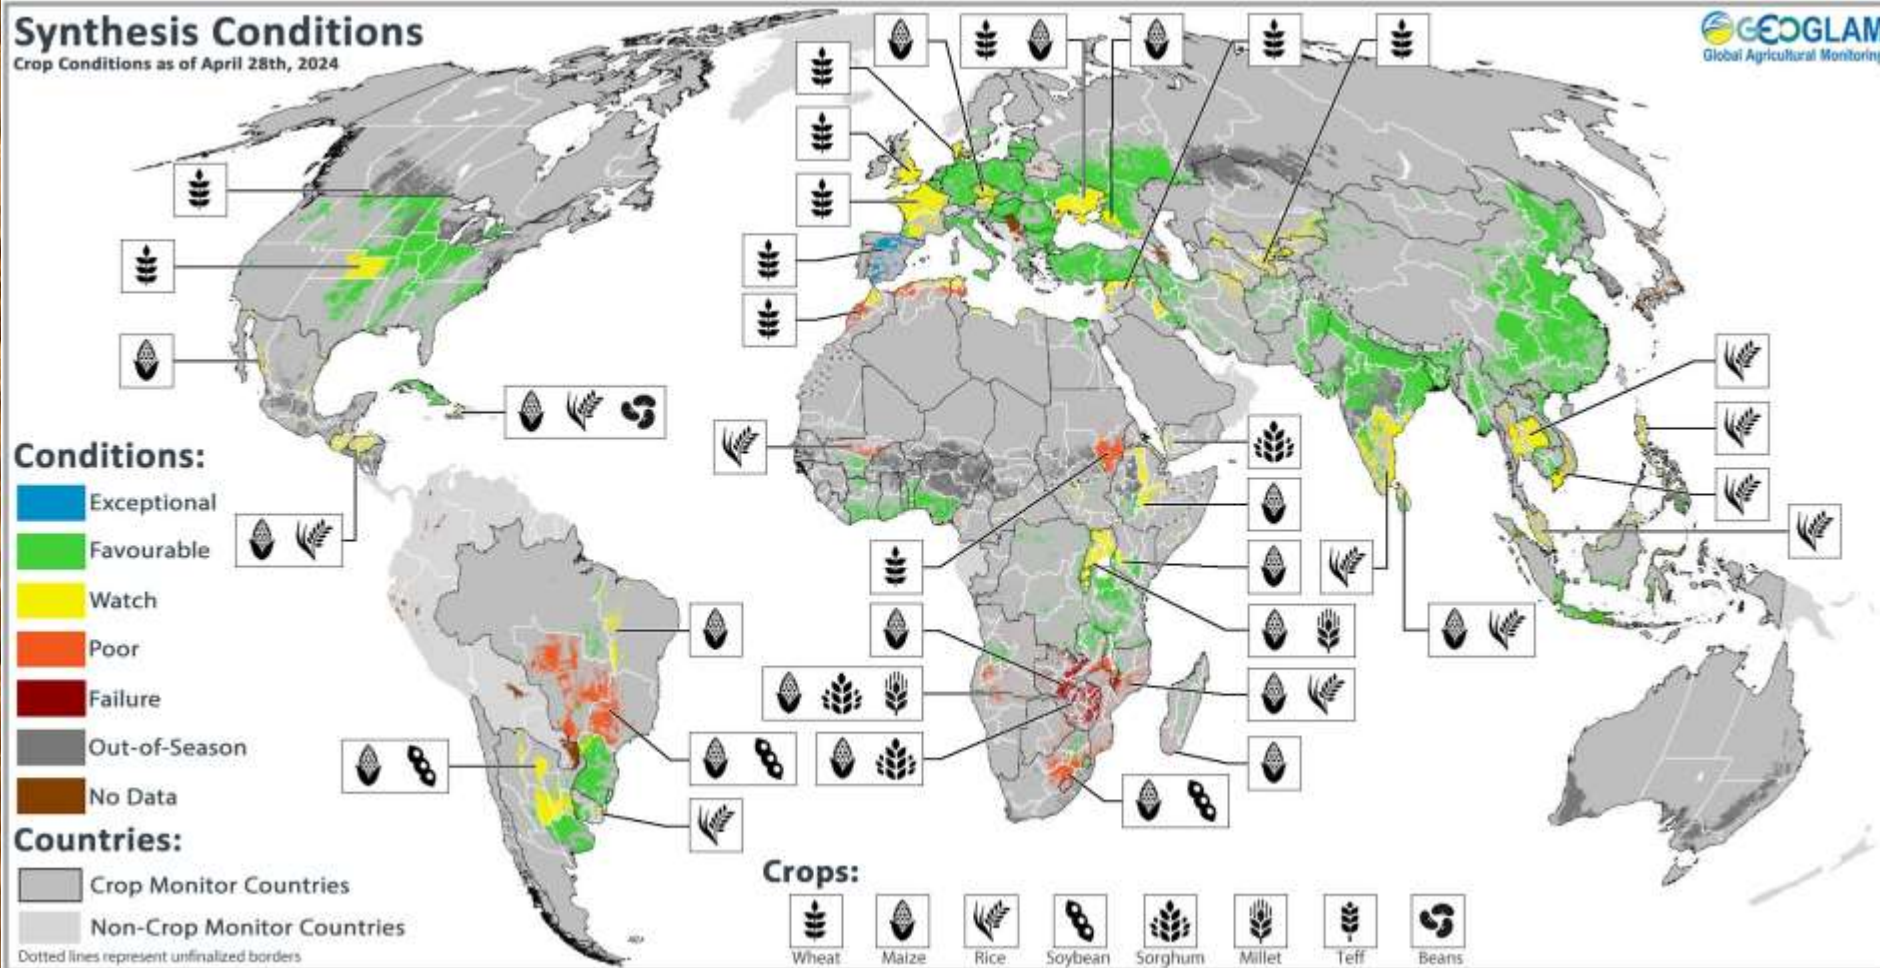 Synthesis Conditions
Crop Conditions as of April 28th, 2024
GEOGLAM
Global Agricultural Monitoring
Conditions:
Exceptional
Favourable
Watch
Poor
Failure
Out-of-Season
No Data
Countries:
Crop Monitor Countries
Non-Crop Monitor Countries
Dotted lines represent unfinalized borders
Crops:
Wheat
Maize
Rice
Soybean
Sorghum
Millet
Teff
Beans